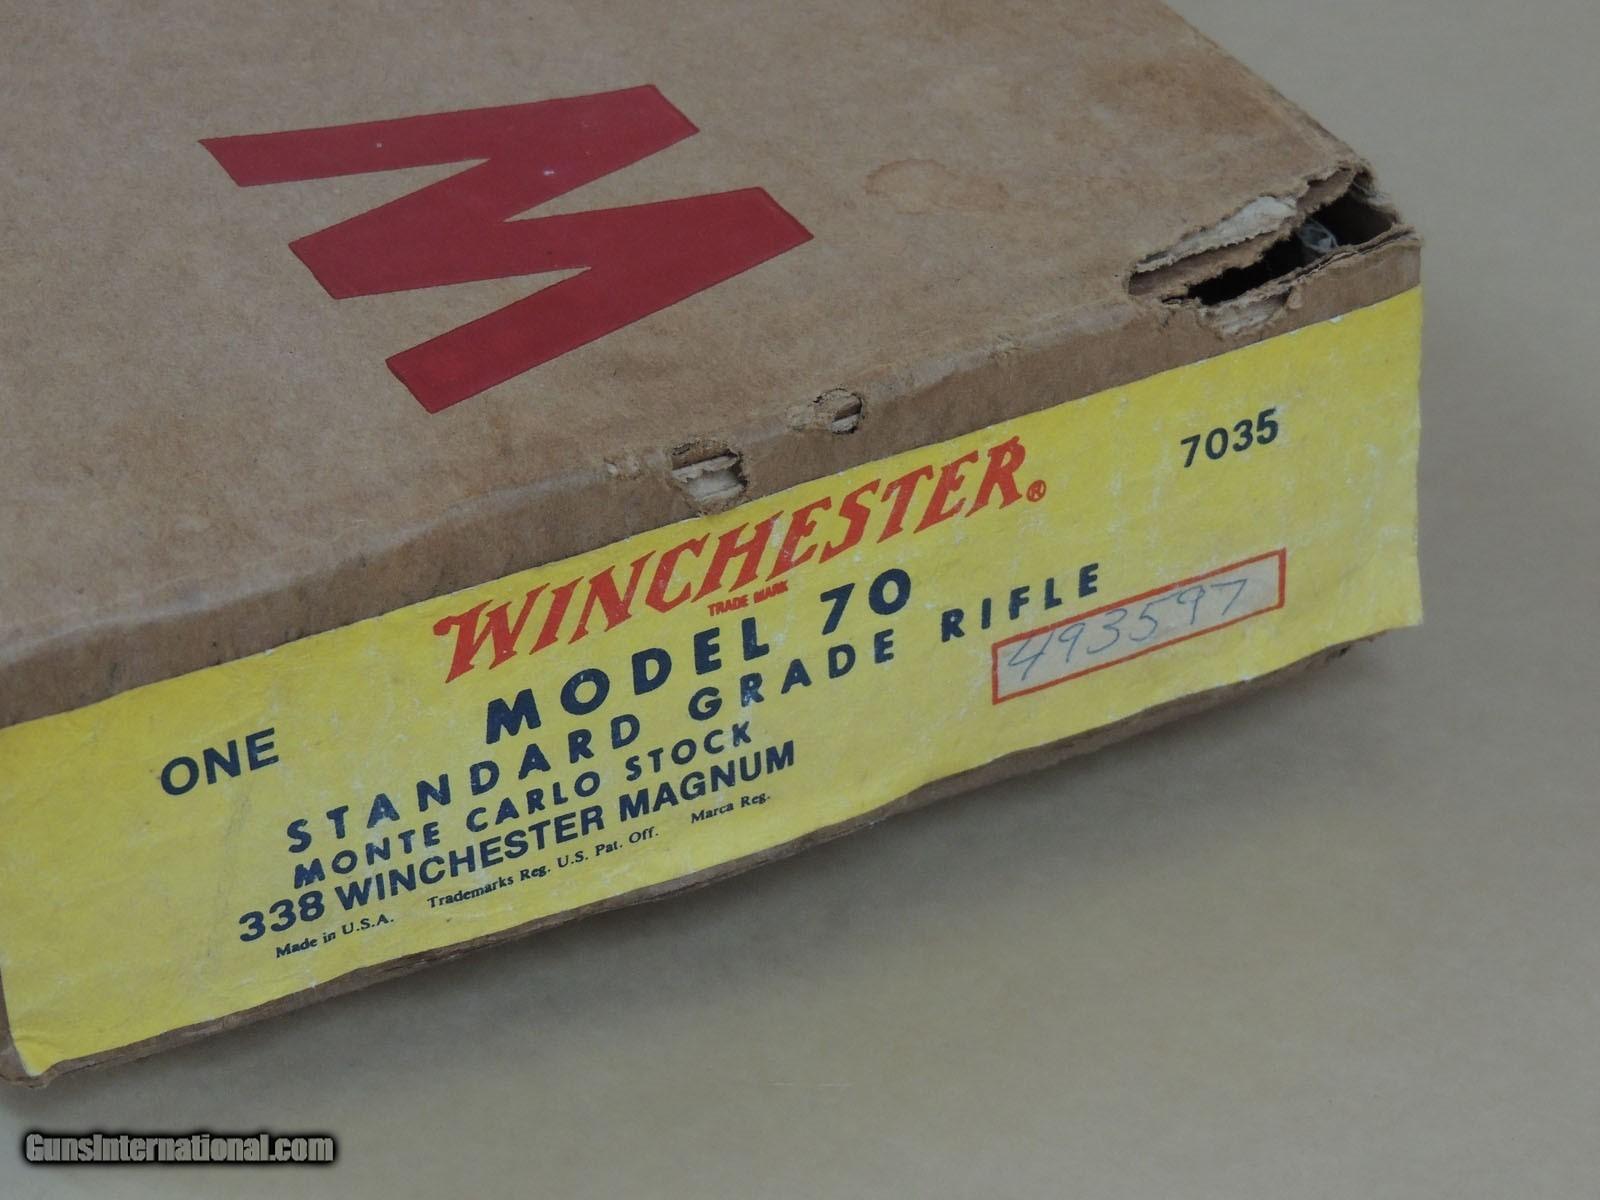 WINCHESTER®
TRADE MARK
7035
ONE
MODEL 70
STANDARD GRADE RIFLE
493597
MONTE CARLO STOCK
338 WINCHESTER MAGNUM
Made in U.S.A. Trademarks Reg. U.S. Pat. Off. Marca Reg.
GunsInternational.com